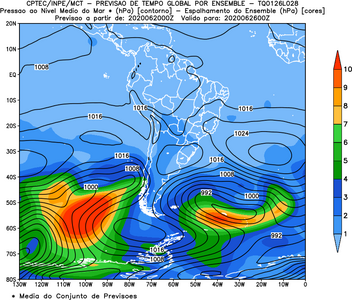 CPTEC/INPE/MCT - PREVISAO DE TEMPO GLOBAL POR ENSEMBLE - TQ0126L028
Pressao ao Nivel Medio do Mar * (hPa) [contorno] - Espalhamento do Ensemble (hPa) [cores]
Previsao a partir de: 2020062000Z Valido para: 2020062600Z
20N
10N
EQ
10S
20S
30S
40S
50S
60S
70S
80S
1008
1016
1016
1016
1016
1024
1016
1016
1008
1008
1000
992
1000
992
1016
1008
130W 120W 110W 100W 90W 80W 70W 60W 50W 40W 30W 20W 10W 0
10
9
8
7
6
5
4
3
2
1
* Media do Conjunto de Previsoes